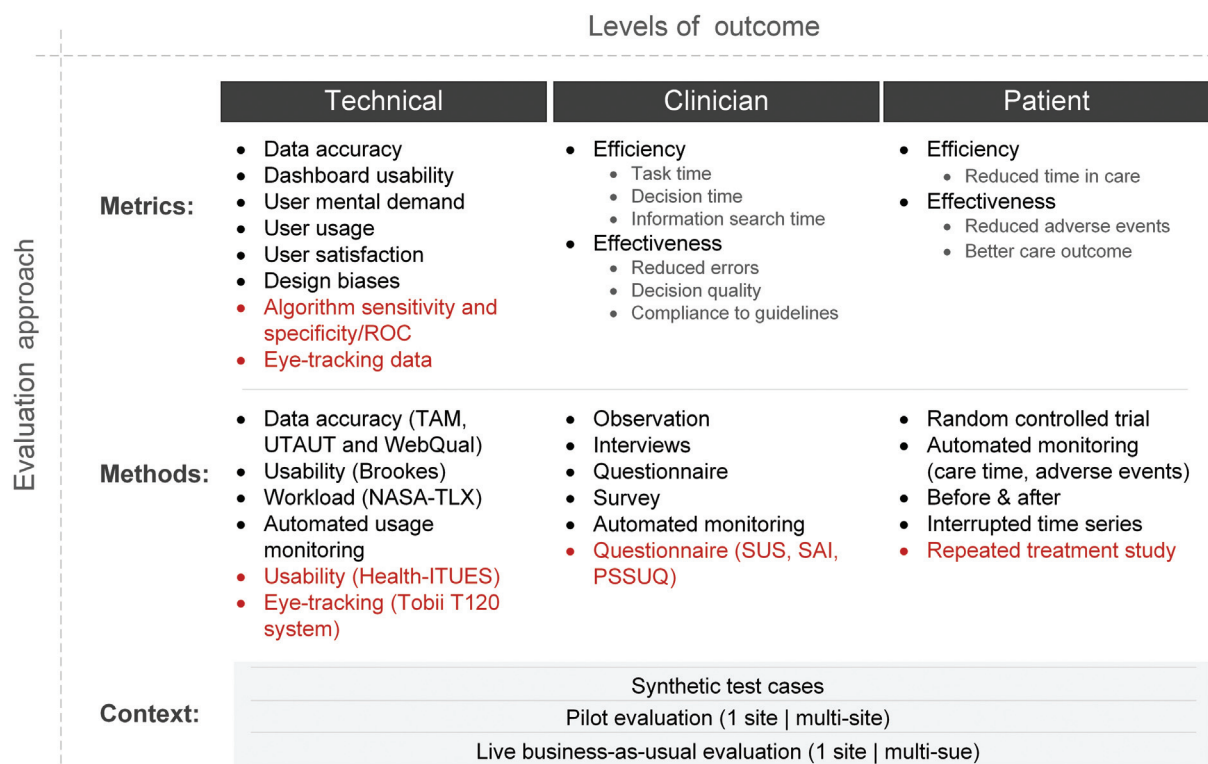 Levels of outcome
Evaluation approach
Technical
Clinician
Patient
Metrics:
• Data accuracy
• Dashboard usability
• User mental demand
• User usage
• User satisfaction
• Design biases
• Algorithm sensitivity and
specificity/ROC
• Eye-tracking data
• Efficiency
• Task time
• Decision time
• Information search time
• Effectiveness
• Reduced errors
• Decision quality
• Compliance to guidelines
• Efficiency
• Reduced time in care
• Effectiveness
• Reduced adverse events
• Better care outcome
Methods:
• Data accuracy (TAM,
UTAUT and WebQual)
• Usability (Brookes)
• Workload (NASA-TLX)
• Automated usage
monitoring
• Usability (Health-ITUES)
• Eye-tracking (Tobii T120
system)
• Observation
• Interviews
• Questionnaire
• Survey
• Automated monitoring
• Questionnaire (SUS, SAI,
PSSUQ)
• Random controlled trial
• Automated monitoring
(care time, adverse events)
• Before & after
• Interrupted time series
• Repeated treatment study
Context:
Synthetic test cases
Pilot evaluation (1 site | multi-site)
Live business-as-usual evaluation (1 site | multi-sue)